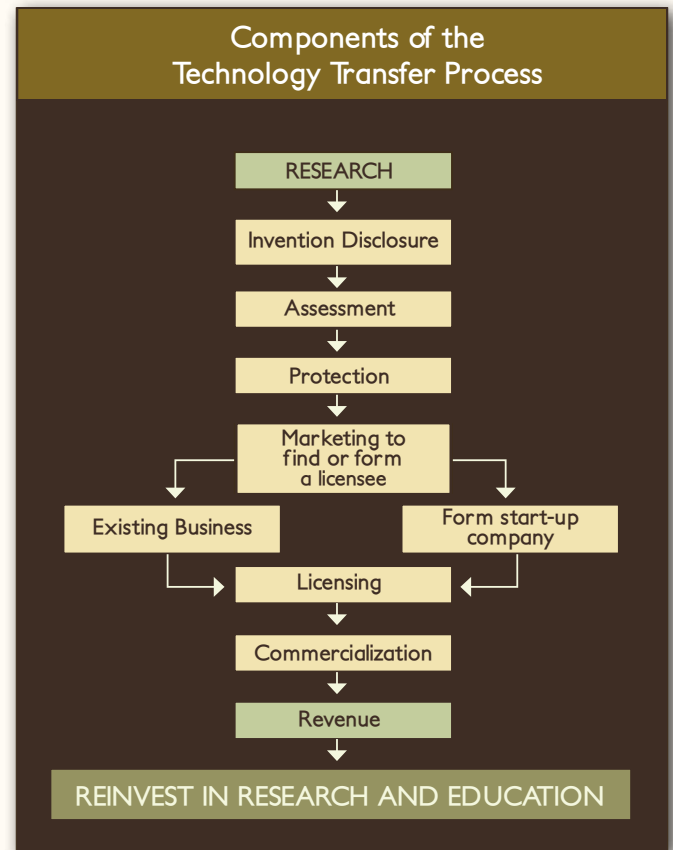 Components of the
Technology Transfer Process
RESEARCH
Invention Disclosure
Assessment
Protection
Marketing to
find or form
a licensee
Existing Business
Form start-up
company
Licensing
Commercialization
Revenue
REINVEST IN RESEARCH AND EDUCATION